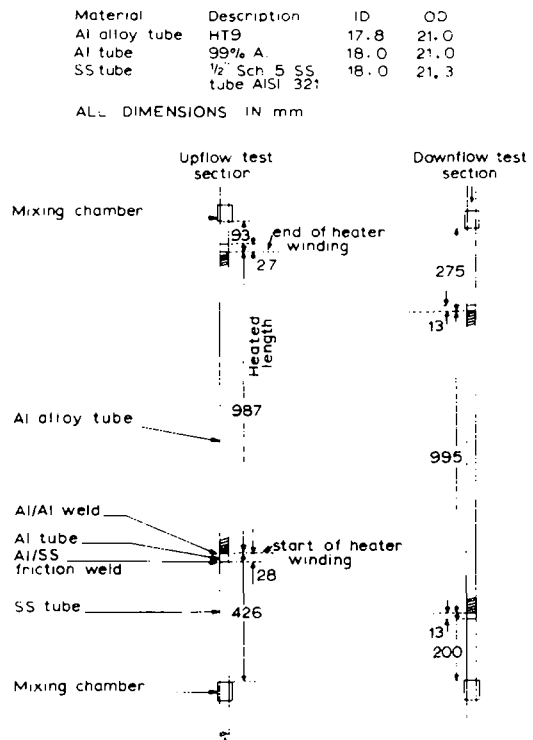 Material Description ID OD
Al alloy tube HT9 17.8 21.0
Al tube 99% A. 18.0 21.0
SS tube ½" Sch 5 SS 18.0 21.3
tube AISI 321
ALL DIMENSIONS IN mm
Upflow test
section
Downflow test
section
Mixing chamber
93
end of heater
winding
27
275
13
Heated
length
987
Al alloy tube
995
Al/Al weld
Al tube
Al/SS
friction weld
start of heater
winding
28
SS tube
426
13
200
Mixing chamber